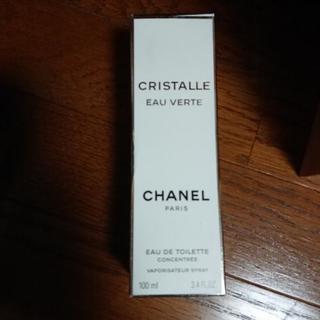 CRISTALLE
EAU VERTE
CHANEL
PARIS
EAU DE TOILETTE
CONCENTRÉE
VAPORISATEUR SPRAY
100 ml 3.4 FL.OZ.